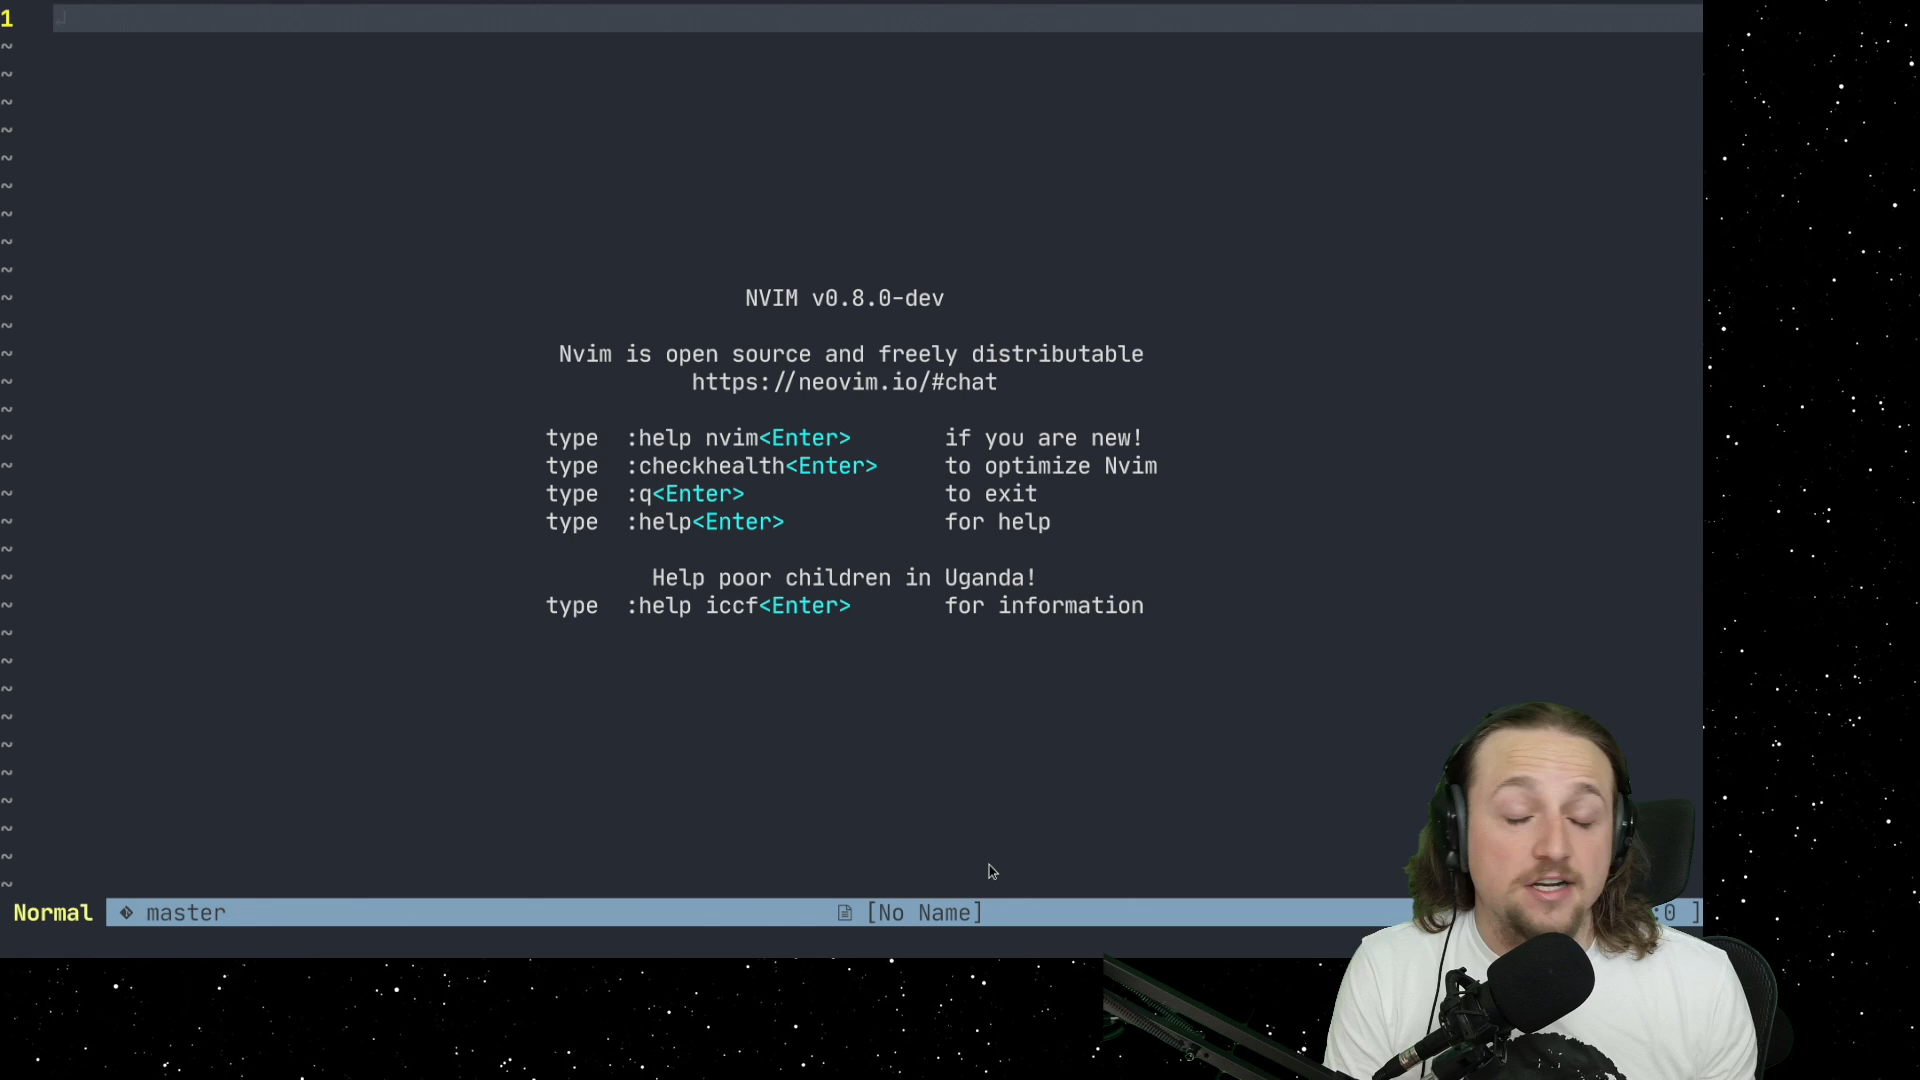 1
NVIM v0.8.0-dev
Nvim is open source and freely distributable
https://neovim.io/#chat
type :help nvim<Enter> if you are new!
type :checkhealth<Enter> to optimize Nvim
type :q<Enter> to exit
type :help<Enter> for help
Help poor children in Uganda!
type :help iccf<Enter> for information
Normal master [No Name] :0 ]